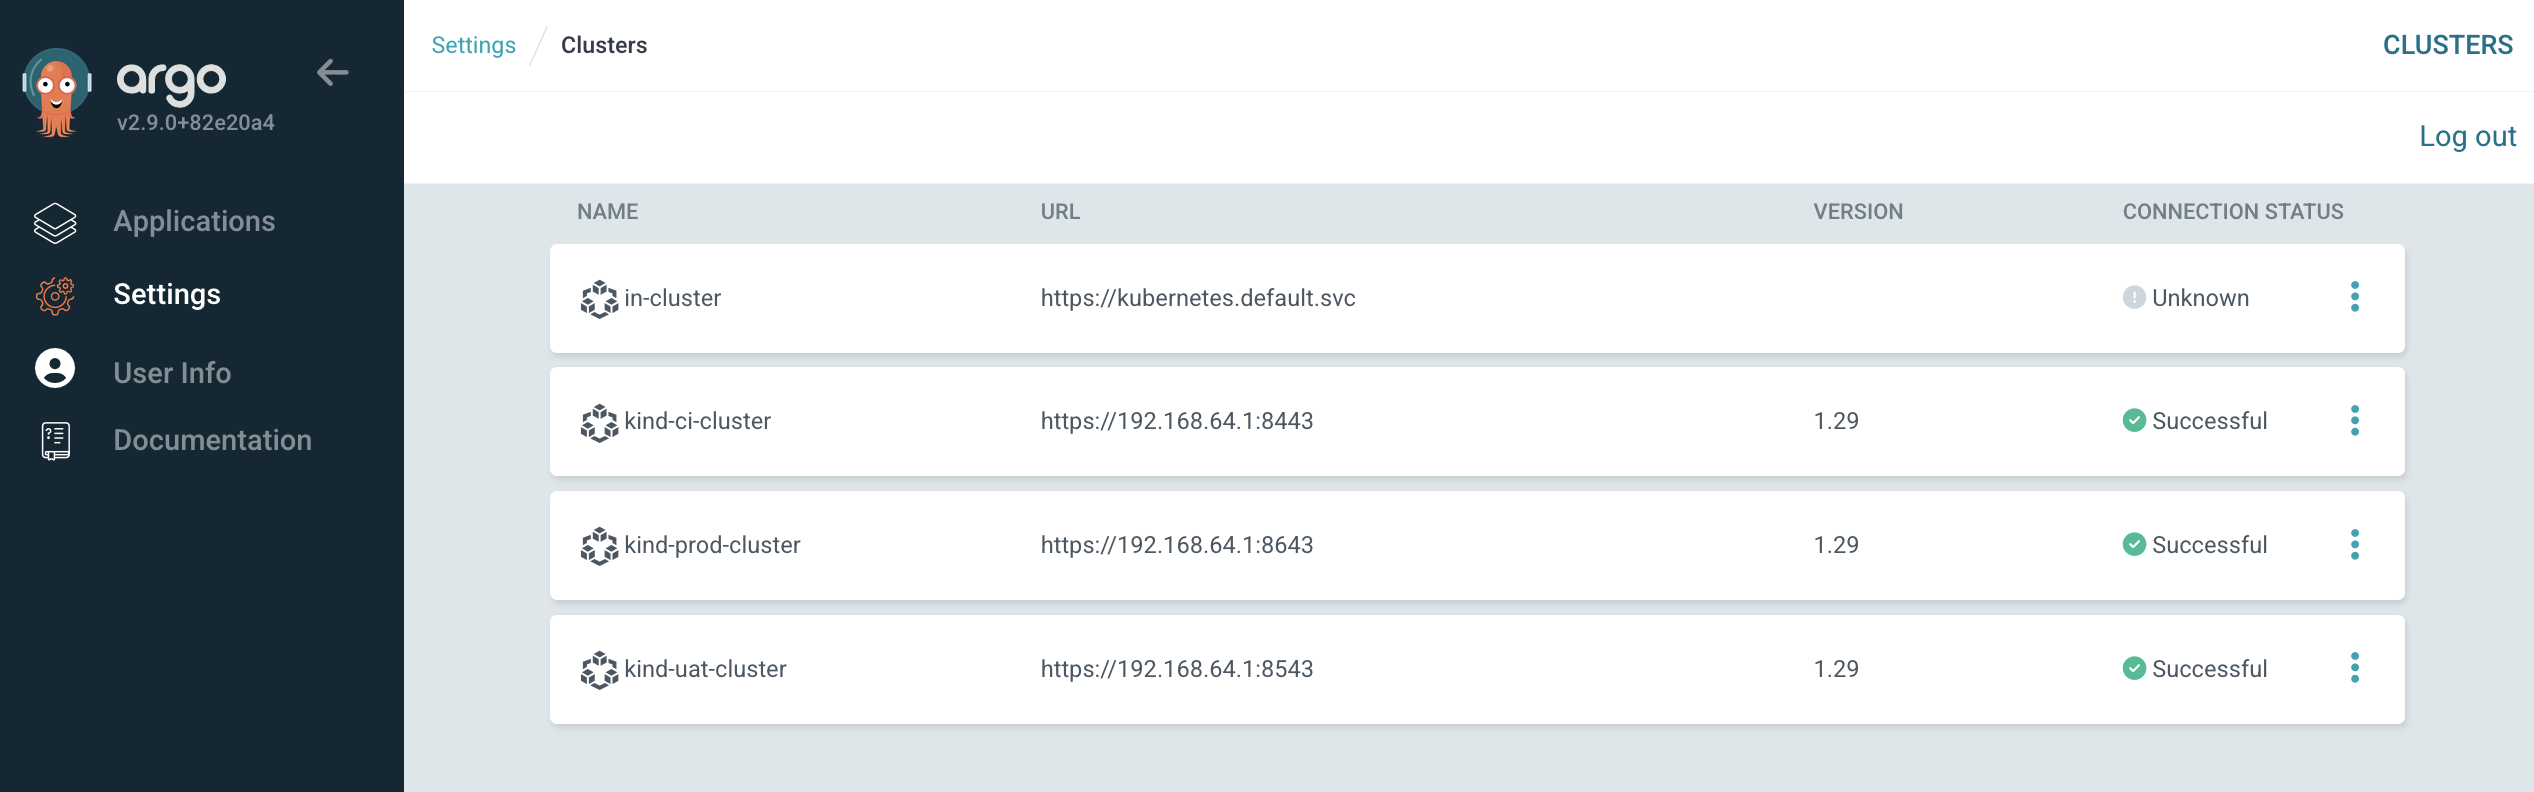 argo
v2.9.0+82e20a4
Applications
Settings
User Info
Documentation
Settings / Clusters
CLUSTERS
Log out
NAME URL VERSION CONNECTION STATUS
in-cluster https://kubernetes.default.svc Unknown
kind-ci-cluster https://192.168.64.1:8443 1.29 Successful
kind-prod-cluster https://192.168.64.1:8643 1.29 Successful
kind-uat-cluster https://192.168.64.1:8543 1.29 Successful